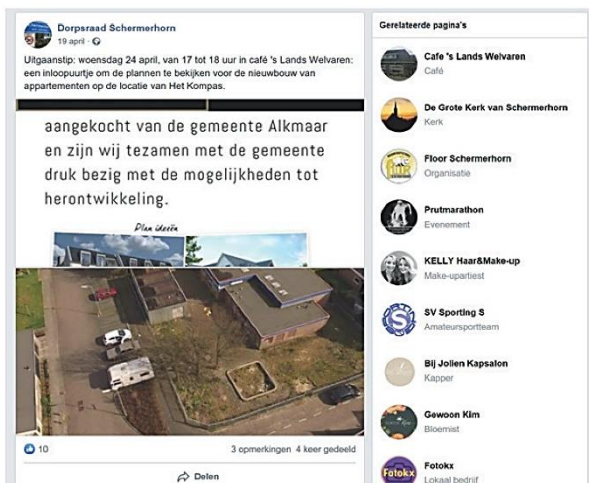 Dorpsraad Schermerhorn
19 april ·
Uitgaanstip: woensdag 24 april, van 17 tot 18 uur in café 's Lands Welvaren:
een inloopuurtje om de plannen te bekijken voor de nieuwbouw van
appartementen op de locatie van Het Kompas.
aangekocht van de gemeente Alkmaar
en zijn wij tezamen met de gemeente
druk bezig met de mogelijkheden tot
herontwikkeling.
Plan ideeën
10
3 opmerkingen 4 keer gedeeld
Delen
Gerelateerde pagina's
Cafe 's Lands Welvaren
Café
De Grote Kerk van Schermerhorn
Kerk
Floor Schermerhorn
Organisatie
Prutmarathon
Evenement
KELLY Haar&Make-up
Make-upartiest
SV Sporting S
Amateursportteam
Bij Jolien Kapsalon
Kapper
Gewoon Kim
Bloemist
Fotokx
Fotokx
Lokaal bedrijf